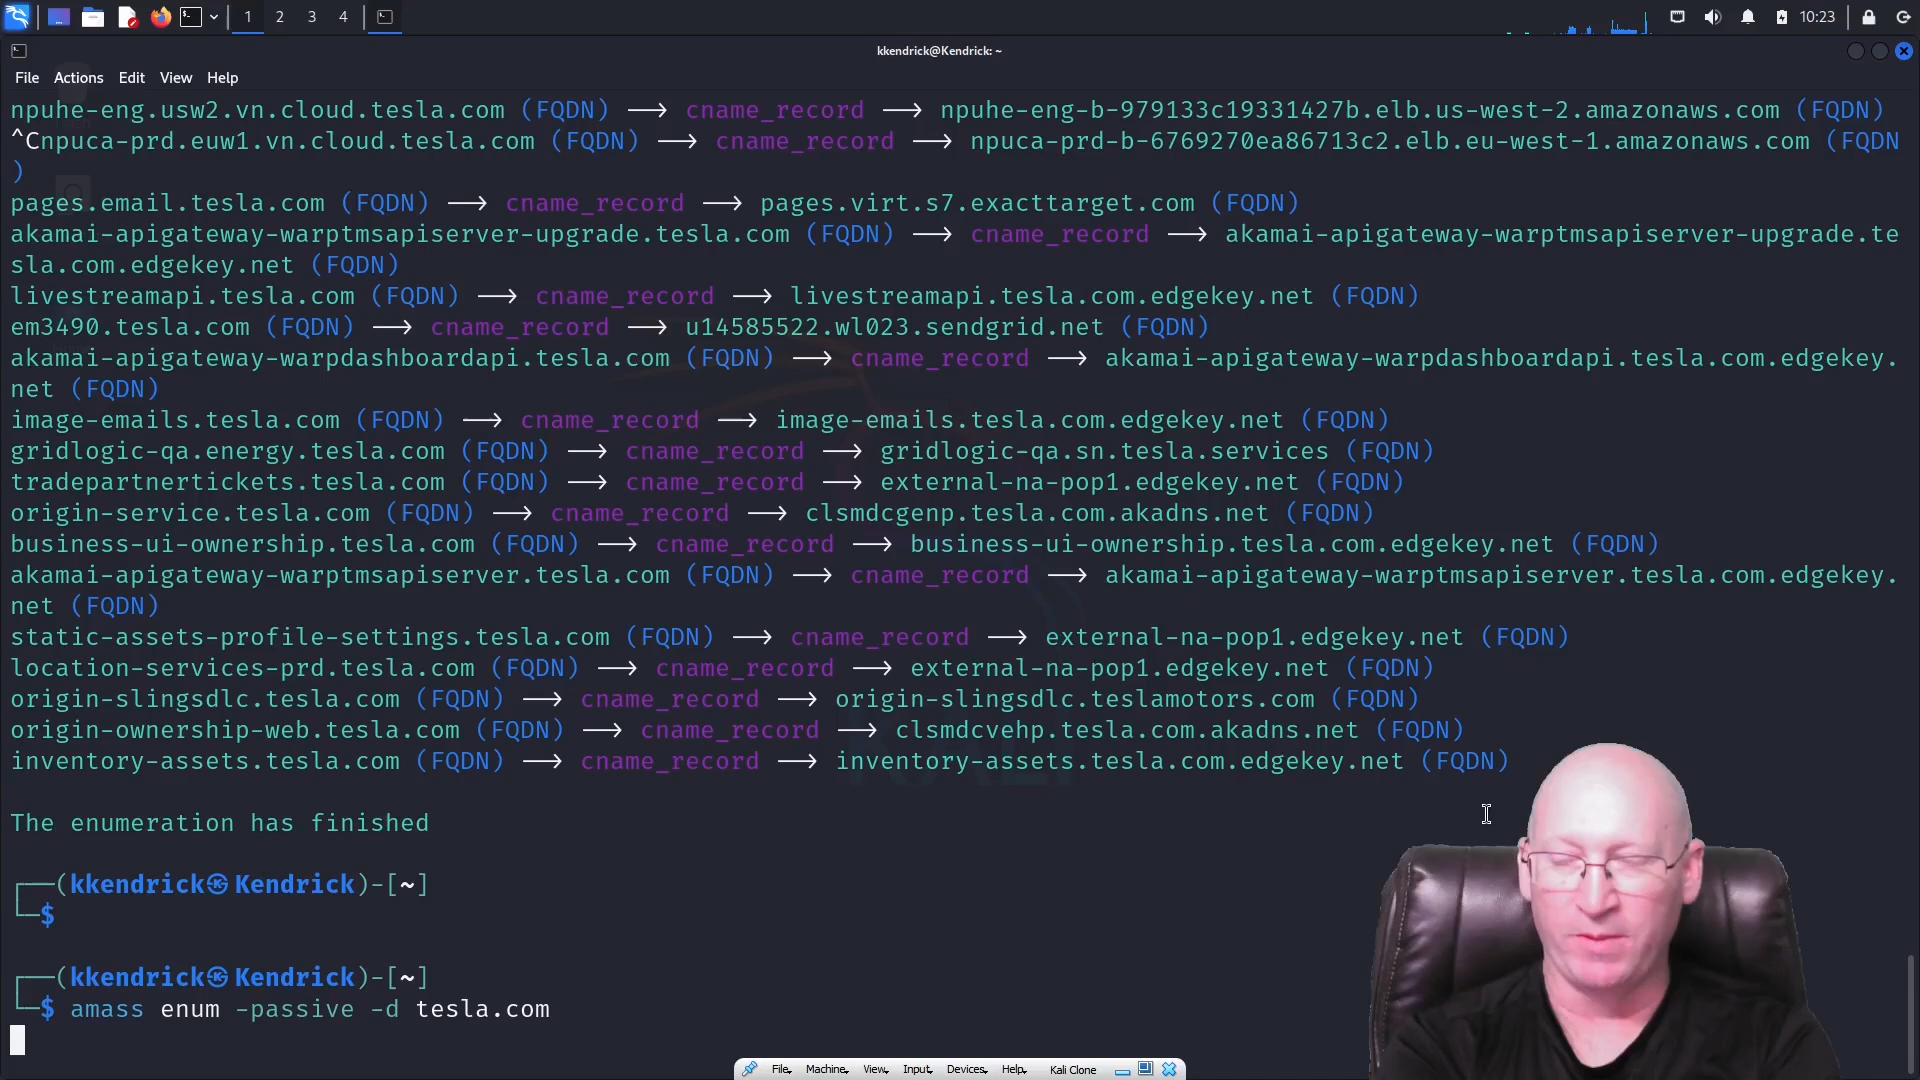 1 2 3 4 10:23
kkendrick@Kendrick: ~
File Actions Edit View Help
npuhe-eng.usw2.vn.cloud.tesla.com (FQDN) ⟶ cname_record ⟶ npuhe-eng-b-979133c19331427b.elb.us-west-2.amazonaws.com (FQDN)
^Cnpuca-prd.euw1.vn.cloud.tesla.com (FQDN) ⟶ cname_record ⟶ npuca-prd-b-6769270ea86713c2.elb.eu-west-1.amazonaws.com (FQDN
)
pages.email.tesla.com (FQDN) ⟶ cname_record ⟶ pages.virt.s7.exacttarget.com (FQDN)
akamai-apigateway-warptmsapiserver-upgrade.tesla.com (FQDN) ⟶ cname_record ⟶ akamai-apigateway-warptmsapiserver-upgrade.te
sla.com.edgekey.net (FQDN)
livestreamapi.tesla.com (FQDN) ⟶ cname_record ⟶ livestreamapi.tesla.com.edgekey.net (FQDN)
em3490.tesla.com (FQDN) ⟶ cname_record ⟶ u14585522.wl023.sendgrid.net (FQDN)
akamai-apigateway-warpdashboardapi.tesla.com (FQDN) ⟶ cname_record ⟶ akamai-apigateway-warpdashboardapi.tesla.com.edgekey.
net (FQDN)
image-emails.tesla.com (FQDN) ⟶ cname_record ⟶ image-emails.tesla.com.edgekey.net (FQDN)
gridlogic-qa.energy.tesla.com (FQDN) ⟶ cname_record ⟶ gridlogic-qa.sn.tesla.services (FQDN)
tradepartnertickets.tesla.com (FQDN) ⟶ cname_record ⟶ external-na-pop1.edgekey.net (FQDN)
origin-service.tesla.com (FQDN) ⟶ cname_record ⟶ clsmdcgenp.tesla.com.akadns.net (FQDN)
business-ui-ownership.tesla.com (FQDN) ⟶ cname_record ⟶ business-ui-ownership.tesla.com.edgekey.net (FQDN)
akamai-apigateway-warptmsapiserver.tesla.com (FQDN) ⟶ cname_record ⟶ akamai-apigateway-warptmsapiserver.tesla.com.edgekey.
net (FQDN)
static-assets-profile-settings.tesla.com (FQDN) ⟶ cname_record ⟶ external-na-pop1.edgekey.net (FQDN)
location-services-prd.tesla.com (FQDN) ⟶ cname_record ⟶ external-na-pop1.edgekey.net (FQDN)
origin-slingsdlc.tesla.com (FQDN) ⟶ cname_record ⟶ origin-slingsdlc.teslamotors.com (FQDN)
origin-ownership-web.tesla.com (FQDN) ⟶ cname_record ⟶ clsmdcvehp.tesla.com.akadns.net (FQDN)
inventory-assets.tesla.com (FQDN) ⟶ cname_record ⟶ inventory-assets.tesla.com.edgekey.net (FQDN)
The enumeration has finished
┌──(kkendrick㉿Kendrick)-[~]
└─$
┌──(kkendrick㉿Kendrick)-[~]
└─$ amass enum -passive -d tesla.com
File Machine View Input Devices Help Kali Clone